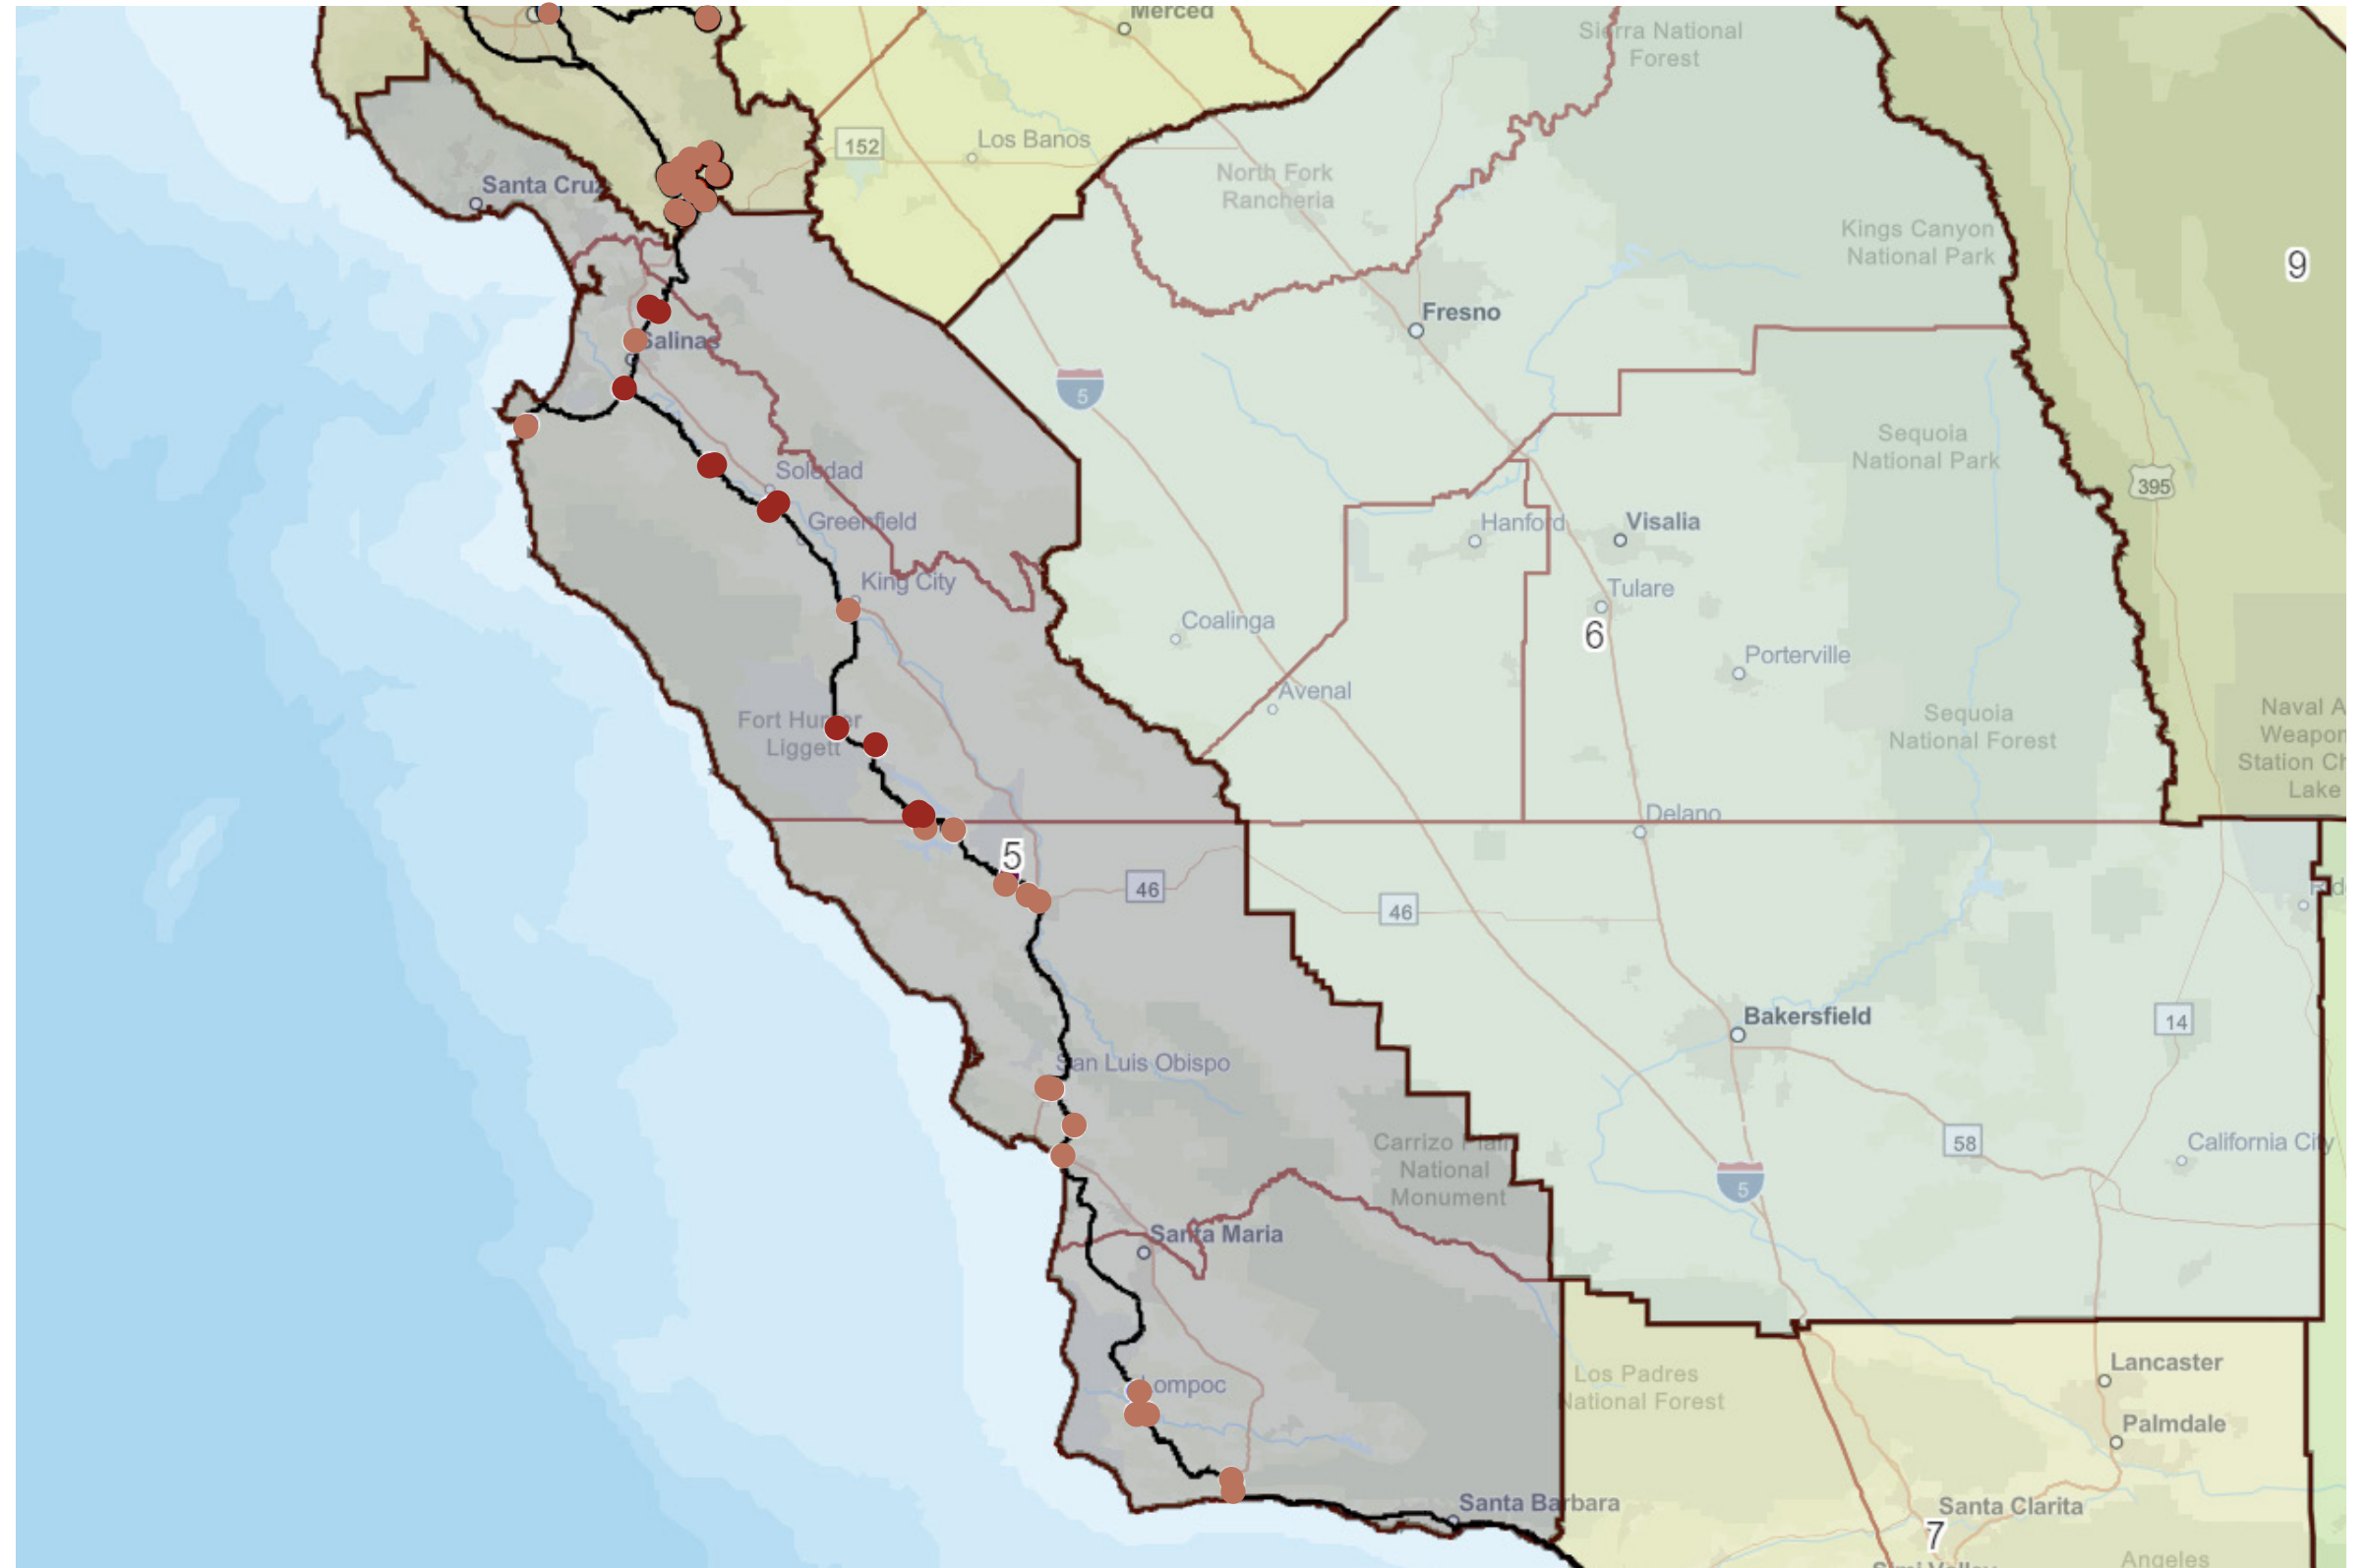 Merced
Sierra National
Forest
152
Los Banos
North Fork
Rancheria
Santa Cruz
Kings Canyon
National Park
9
Fresno
Salinas
5
Sequoia
National Park
395
Soledad
Greenfield
Hanford
Visalia
King City
Tulare
Coalinga
6
Porterville
Avenal
Fort Hunter
Liggett
Sequoia
National Forest
Naval A
Weapon
Station Ch
Lake
Delano
5
46
46
Rid
Bakersfield
14
San Luis Obispo
Carrizo Plain
National
Monument
58
California City
5
Santa Maria
Lompoc
Los Padres
National Forest
Lancaster
Palmdale
Santa Barbara
Santa Clarita
7
Simi Valley
Angeles